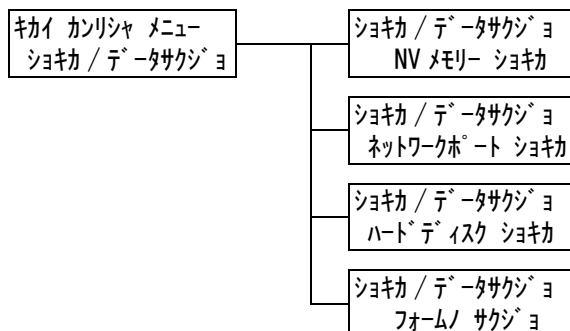 ｷｶｲ ｶﾝﾘｼｬ ﾒﾆｭｰ
ｼｮｷｶ / ﾃﾞｰﾀｻｸｼﾞｮ
ｼｮｷｶ / ﾃﾞｰﾀｻｸｼﾞｮ
NV ﾒﾓﾘｰ ｼｮｷｶ
ｼｮｷｶ / ﾃﾞｰﾀｻｸｼﾞｮ
ﾈｯﾄﾜｰｸﾎﾟｰﾄ ｼｮｷｶ
ｼｮｷｶ / ﾃﾞｰﾀｻｸｼﾞｮ
ﾊｰﾄﾞﾃﾞｨｽｸ ｼｮｷｶ
ｼｮｷｶ / ﾃﾞｰﾀｻｸｼﾞｮ
ﾌｫｰﾑﾉ ｻｸｼﾞｮ